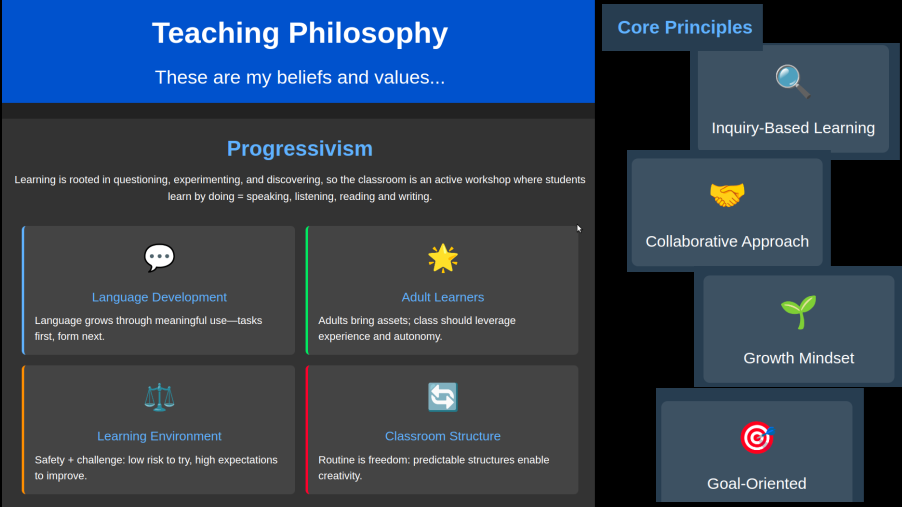 Teaching Philosophy
These are my beliefs and values...
Progressivism
Learning is rooted in questioning, experimenting, and discovering, so the classroom is an active workshop where students
learn by doing = speaking, listening, reading and writing.
Language Development
Language grows through meaningful use—tasks
first, form next.
Adult Learners
Adults bring assets; class should leverage
experience and autonomy.
Learning Environment
Safety + challenge: low risk to try, high expectations
to improve.
Classroom Structure
Routine is freedom: predictable structures enable
creativity.
Core Principles
Inquiry-Based Learning
Collaborative Approach
Growth Mindset
Goal-Oriented